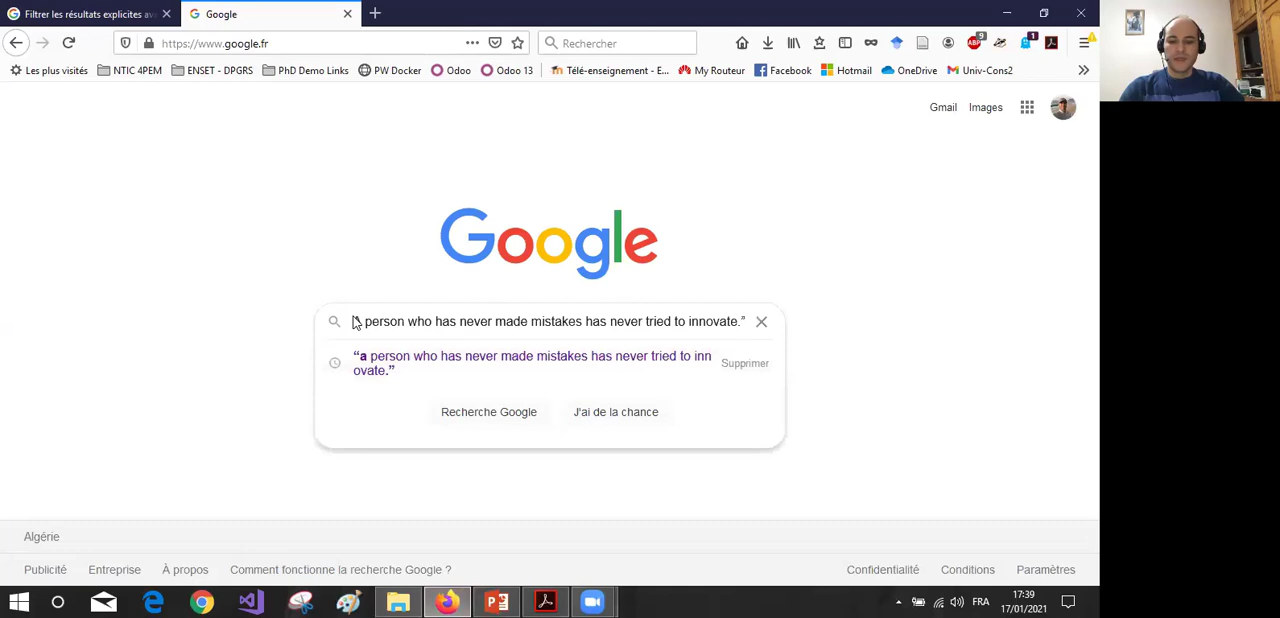 Filtrer les résultats explicites ava
Google
https://www.google.fr
Rechercher
9
1
Les plus visités
NTIC 4PEM
ENSET - DPGRS
PhD Demo Links
PW Docker
Odoo
Odoo 13
Télé-enseignement - E...
My Routeur
Facebook
Hotmail
OneDrive
Univ-Cons2
Gmail
Images
Google
person who has never made mistakes has never tried to innovate.”
“a person who has never made mistakes has never tried to inn
ovate.”
Supprimer
Recherche Google
J'ai de la chance
Algérie
Publicité
Entreprise
À propos
Comment fonctionne la recherche Google ?
Confidentialité
Conditions
Paramètres
FRA
17:39
17/01/2021